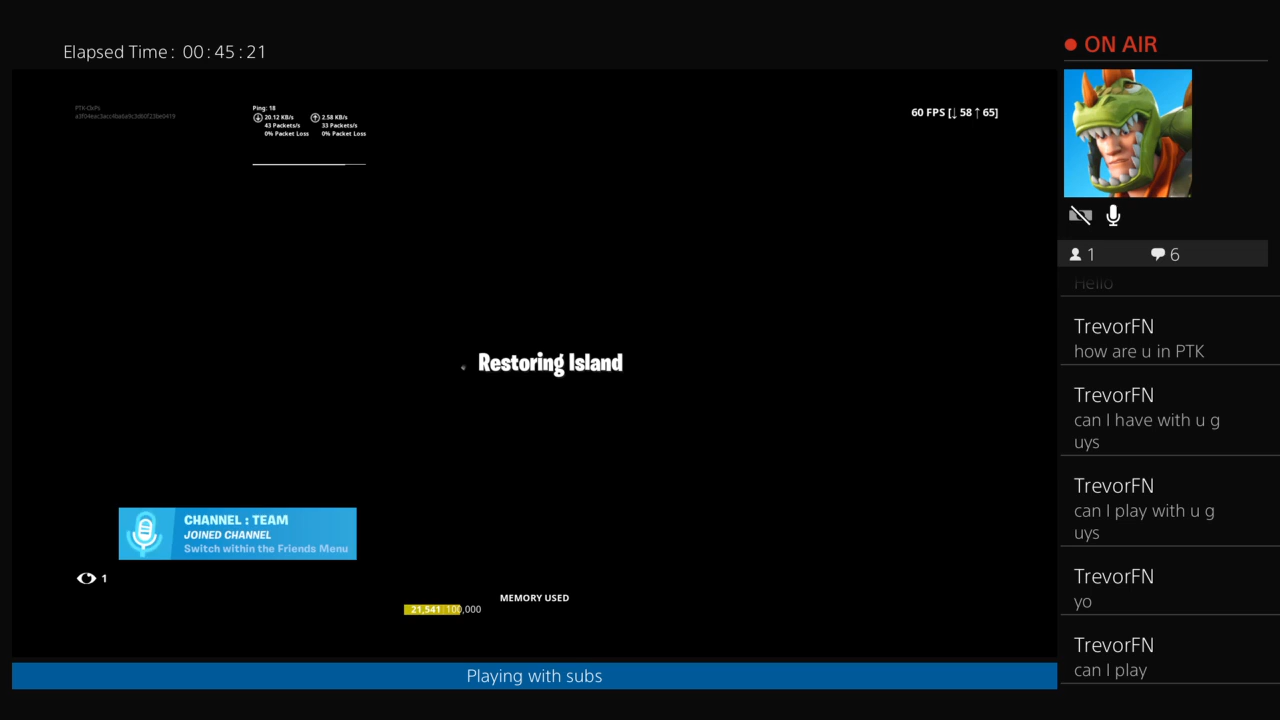 Elapsed Time: 00:45:21
ON AIR
Ping: 18
20.12 KB/s 2.58 KB/s
43 Packets/s 33 Packets/s
0% Packet Loss 0% Packet Loss
60 FPS [↓ 58 ↑ 65]
1 6
Hello
TrevorFN
how are u in PTK
TrevorFN
can I have with u g
uys
TrevorFN
can I play with u g
uys
TrevorFN
yo
TrevorFN
can I play
Restoring Island
CHANNEL : TEAM
JOINED CHANNEL
Switch within the Friends Menu
1
MEMORY USED
21,541 100,000
Playing with subs